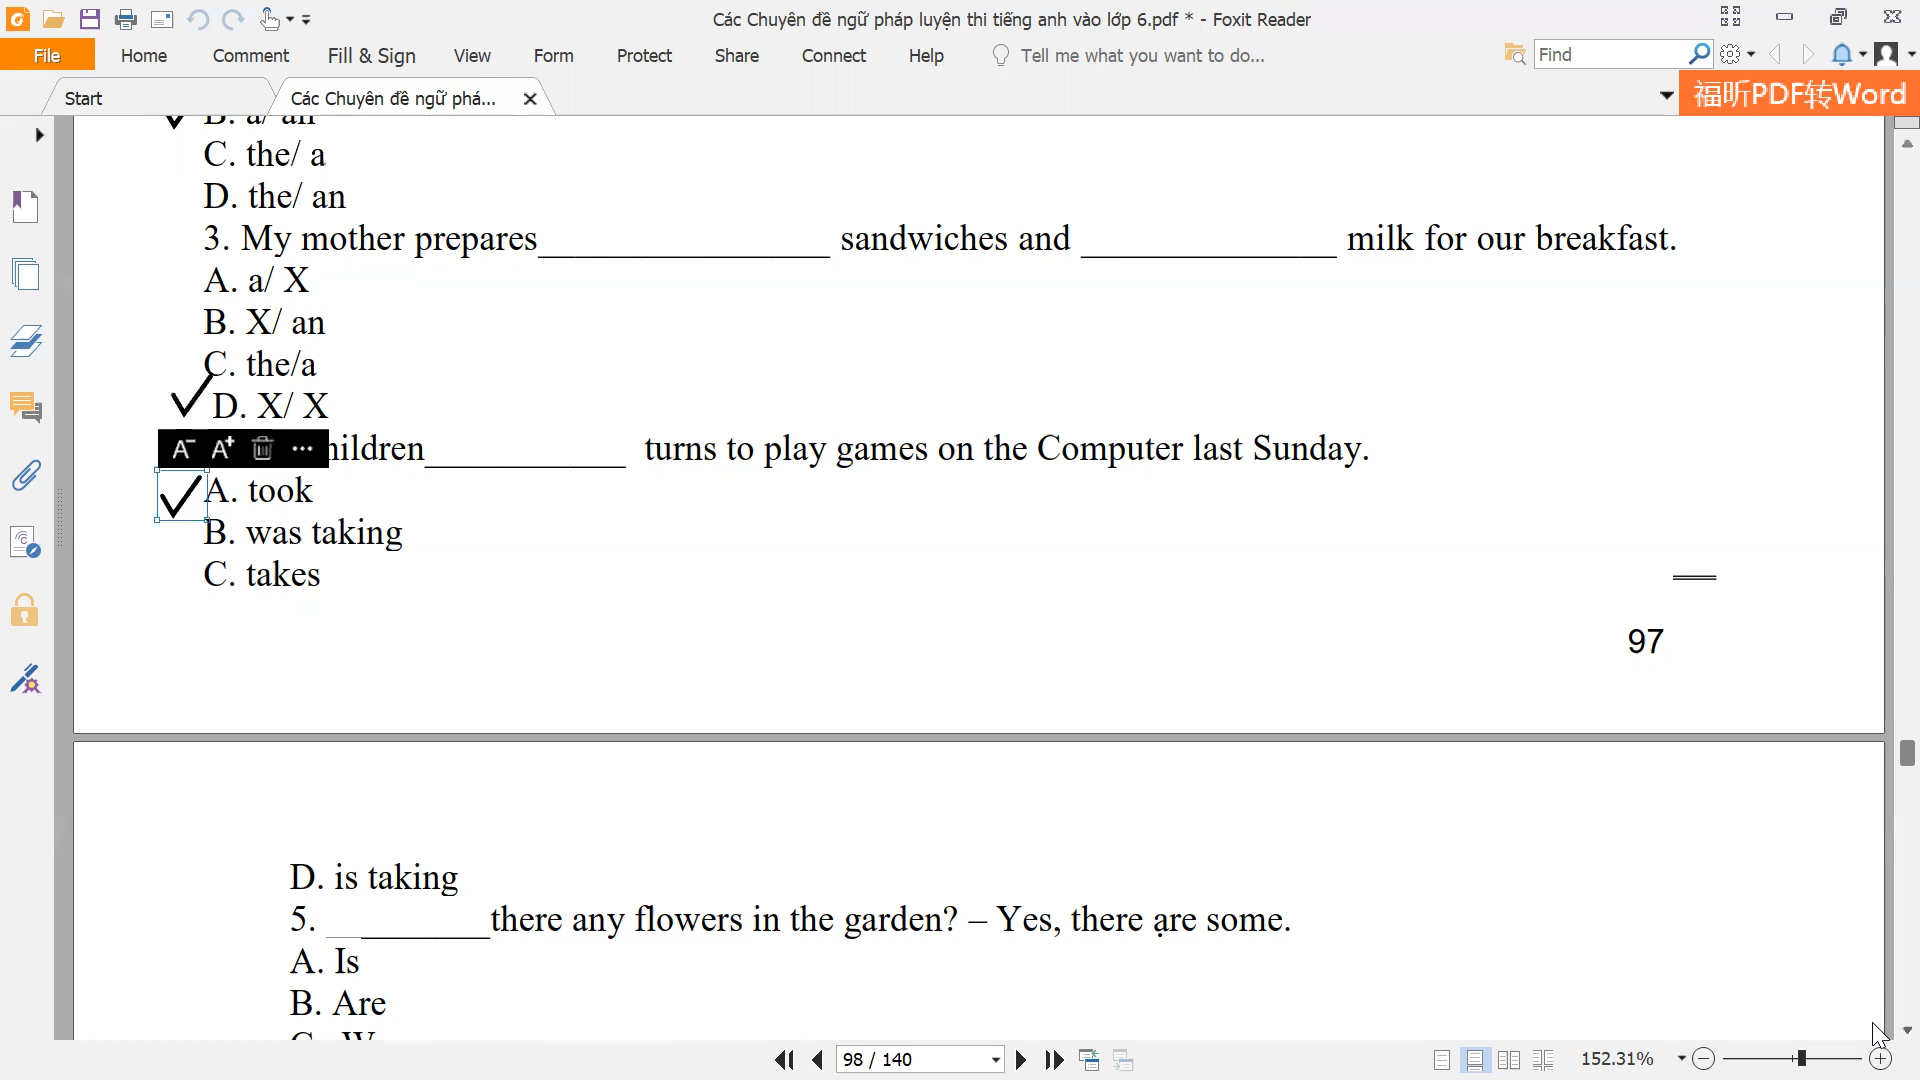 Các Chuyên đề ngữ pháp luyện thi tiếng anh vào lớp 6.pdf * - Foxit Reader
File Home Comment Fill & Sign View Form Protect Share Connect Help Tell me what you want to do... Find
Start Các Chuyên đề ngữ phá... 福昕PDF转Word
B. a/ an
C. the/ a
D. the/ an
3. My mother prepares________________ sandwiches and ______________ milk for our breakfast.
A. a/ X
B. X/ an
C. the/a
D. X/ X
A- A+ ... hildren___________ turns to play games on the Computer last Sunday.
A. took
B. was taking
C. takes
97
D. is taking
5. _________there any flowers in the garden? – Yes, there ạre some.
A. Is
B. Are
98 / 140 152.31%